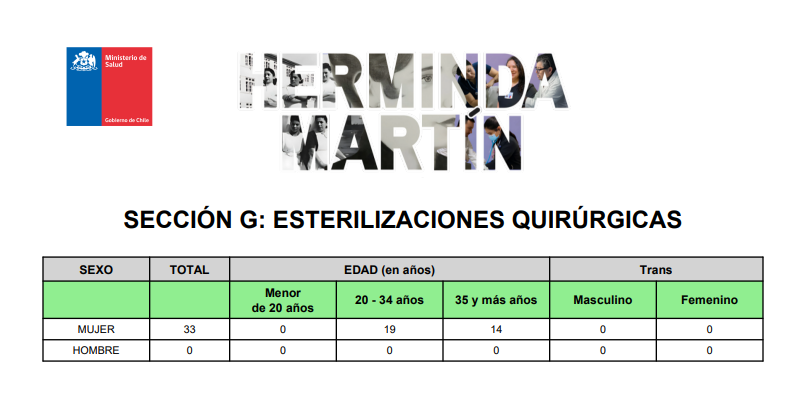 Ministerio de
Salud
Gobierno de Chile
HERMINDA
MARTÍN
SECCIÓN G: ESTERILIZACIONES QUIRÚRGICAS
SEXO TOTAL EDAD (en años) Trans
Menor de 20 años 20 - 34 años 35 y más años Masculino Femenino
MUJER 33 0 19 14 0 0
HOMBRE 0 0 0 0 0 0